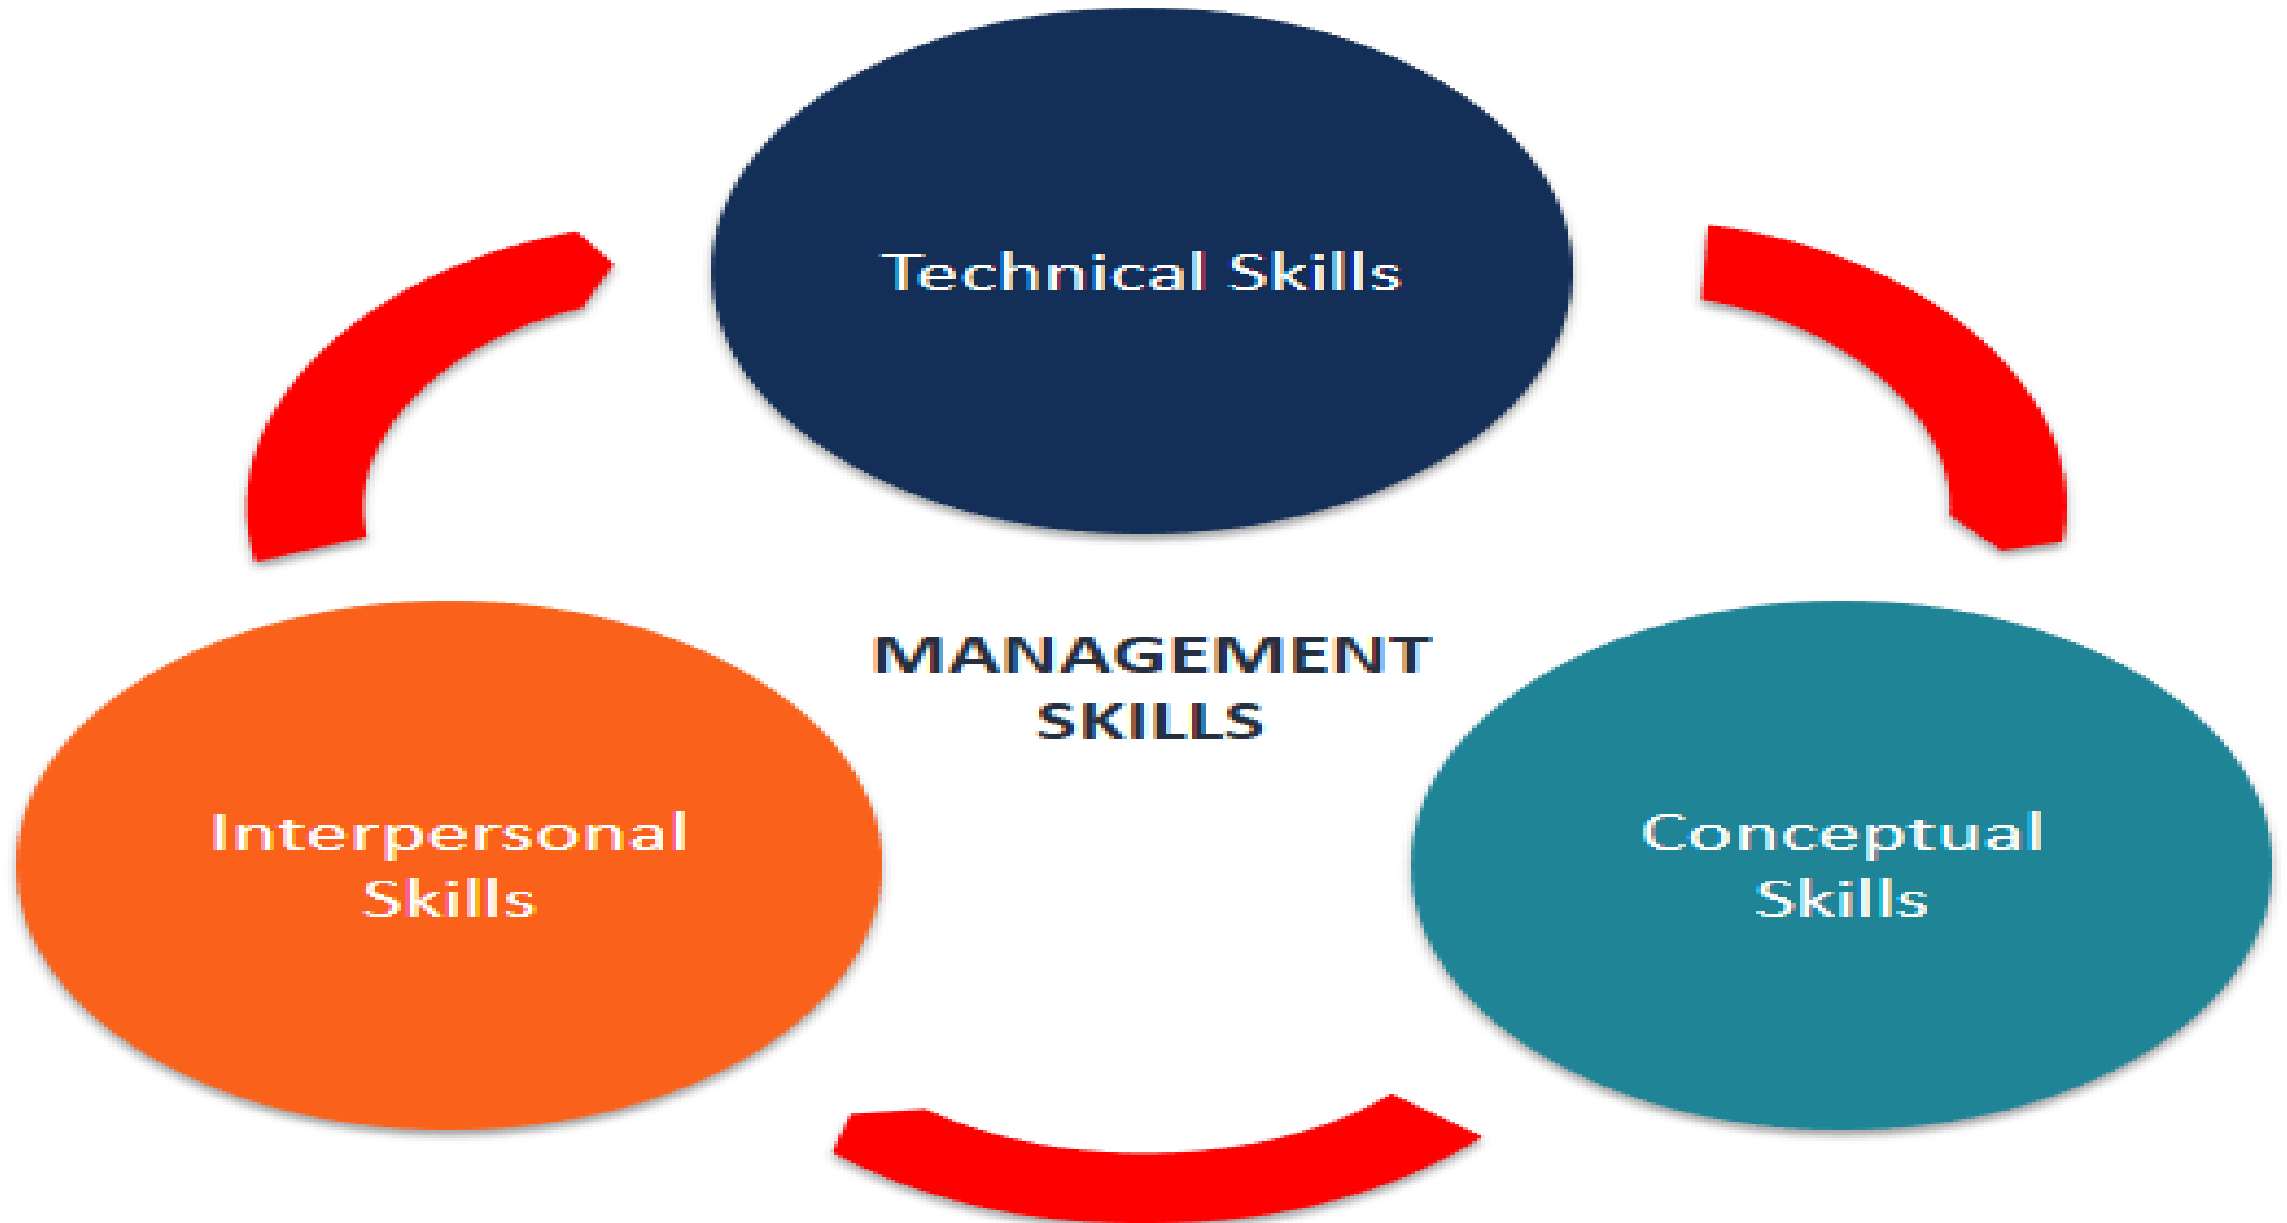 Technical Skills
MANAGEMENT
SKILLS
Interpersonal
Skills
Conceptual
Skills